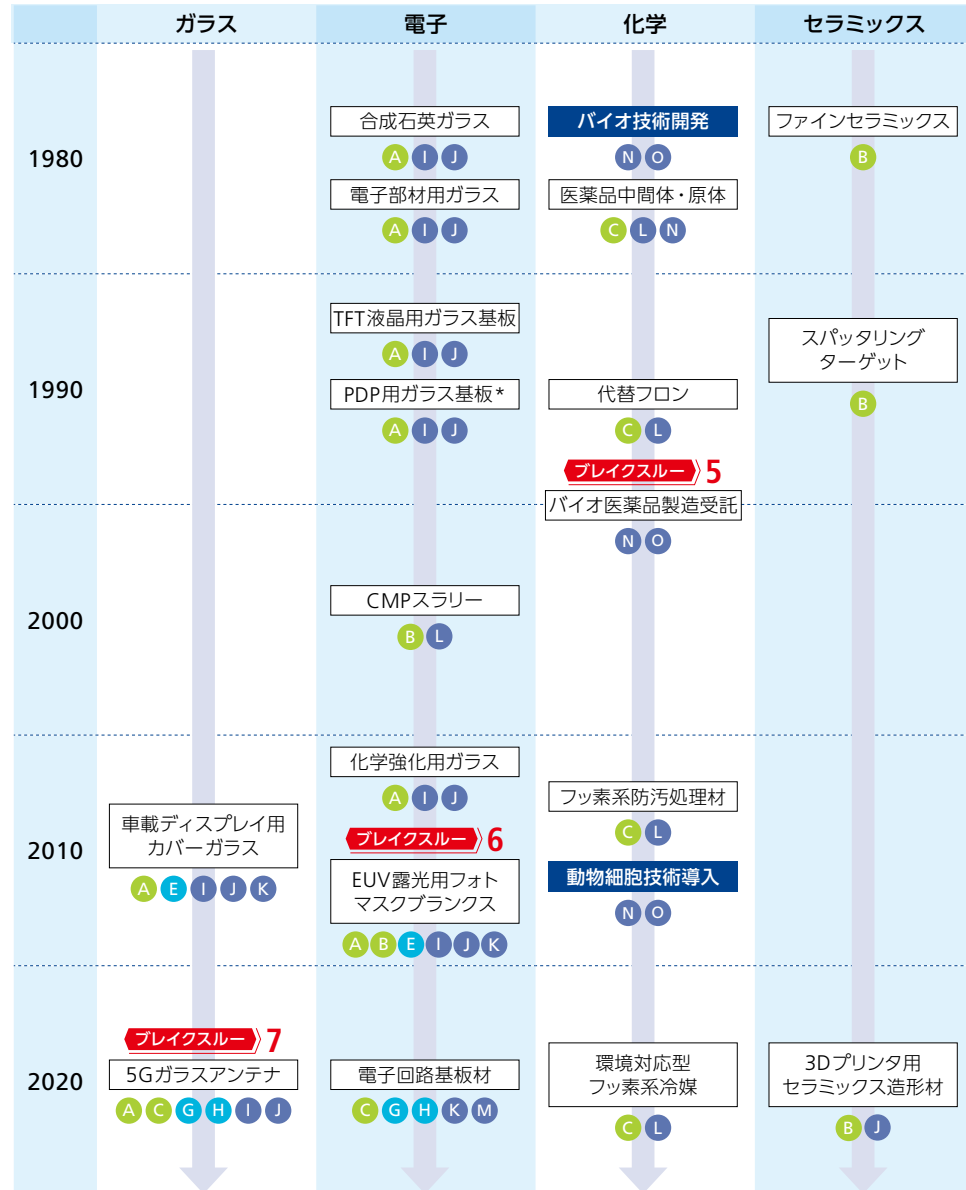 ガラス 電子 化学 セラミックス
1980
合成石英ガラス
A I J
電子部材用ガラス
A I J
バイオ技術開発
N O
医薬品中間体・原体
C L N
ファインセラミックス
B
1990
TFT液晶用ガラス基板
A I J
PDP用ガラス基板*
A I J
代替フロン
C L
ブレイクスルー 5
バイオ医薬品製造受託
N O
スパッタリング
ターゲット
B
2000
CMPスラリー
B L
2010
車載ディスプレイ用
カバーガラス
A E I J K
化学強化用ガラス
A I J
ブレイクスルー 6
EUV露光用フォト
マスクブランクス
A B E I J K
フッ素系防汚処理材
C L
動物細胞技術導入
N O
2020
ブレイクスルー 7
5Gガラスアンテナ
A C G H I J
電子回路基板材
C G H K M
環境対応型
フッ素系冷媒
C L
3Dプリンタ用
セラミックス造形材
B J